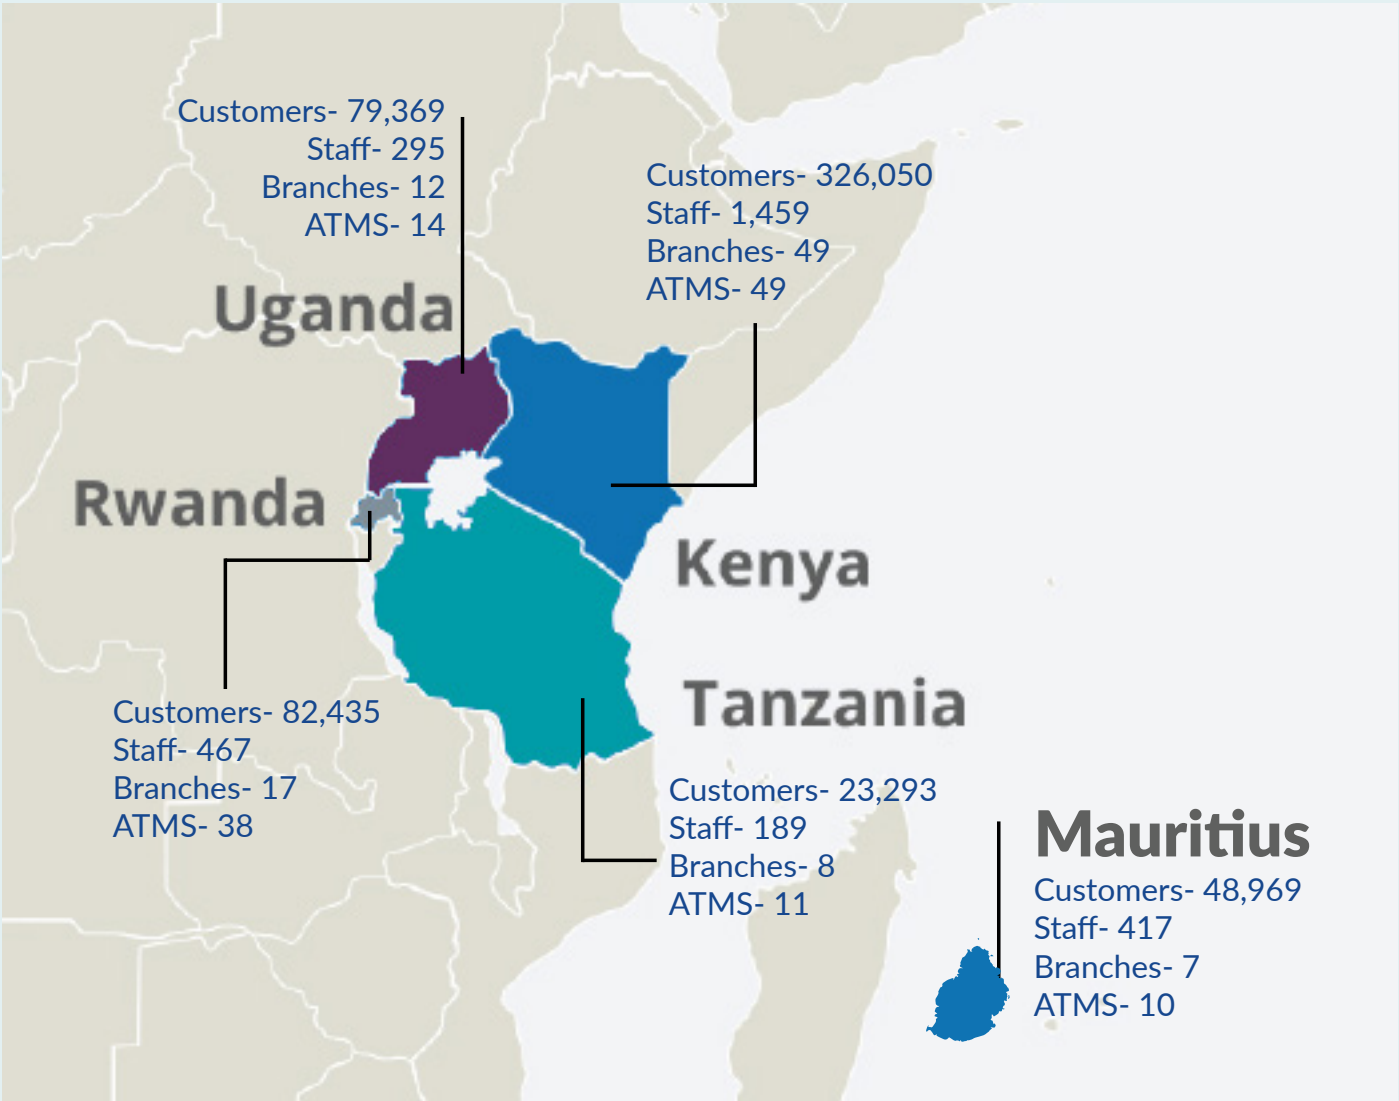 Customers- 79,369
Staff- 295
Branches- 12
ATMS- 14
Uganda
Customers- 326,050
Staff- 1,459
Branches- 49
ATMS- 49
Kenya
Rwanda
Customers- 82,435
Staff- 467
Branches- 17
ATMS- 38
Tanzania
Customers- 23,293
Staff- 189
Branches- 8
ATMS- 11
Mauritius
Customers- 48,969
Staff- 417
Branches- 7
ATMS- 10